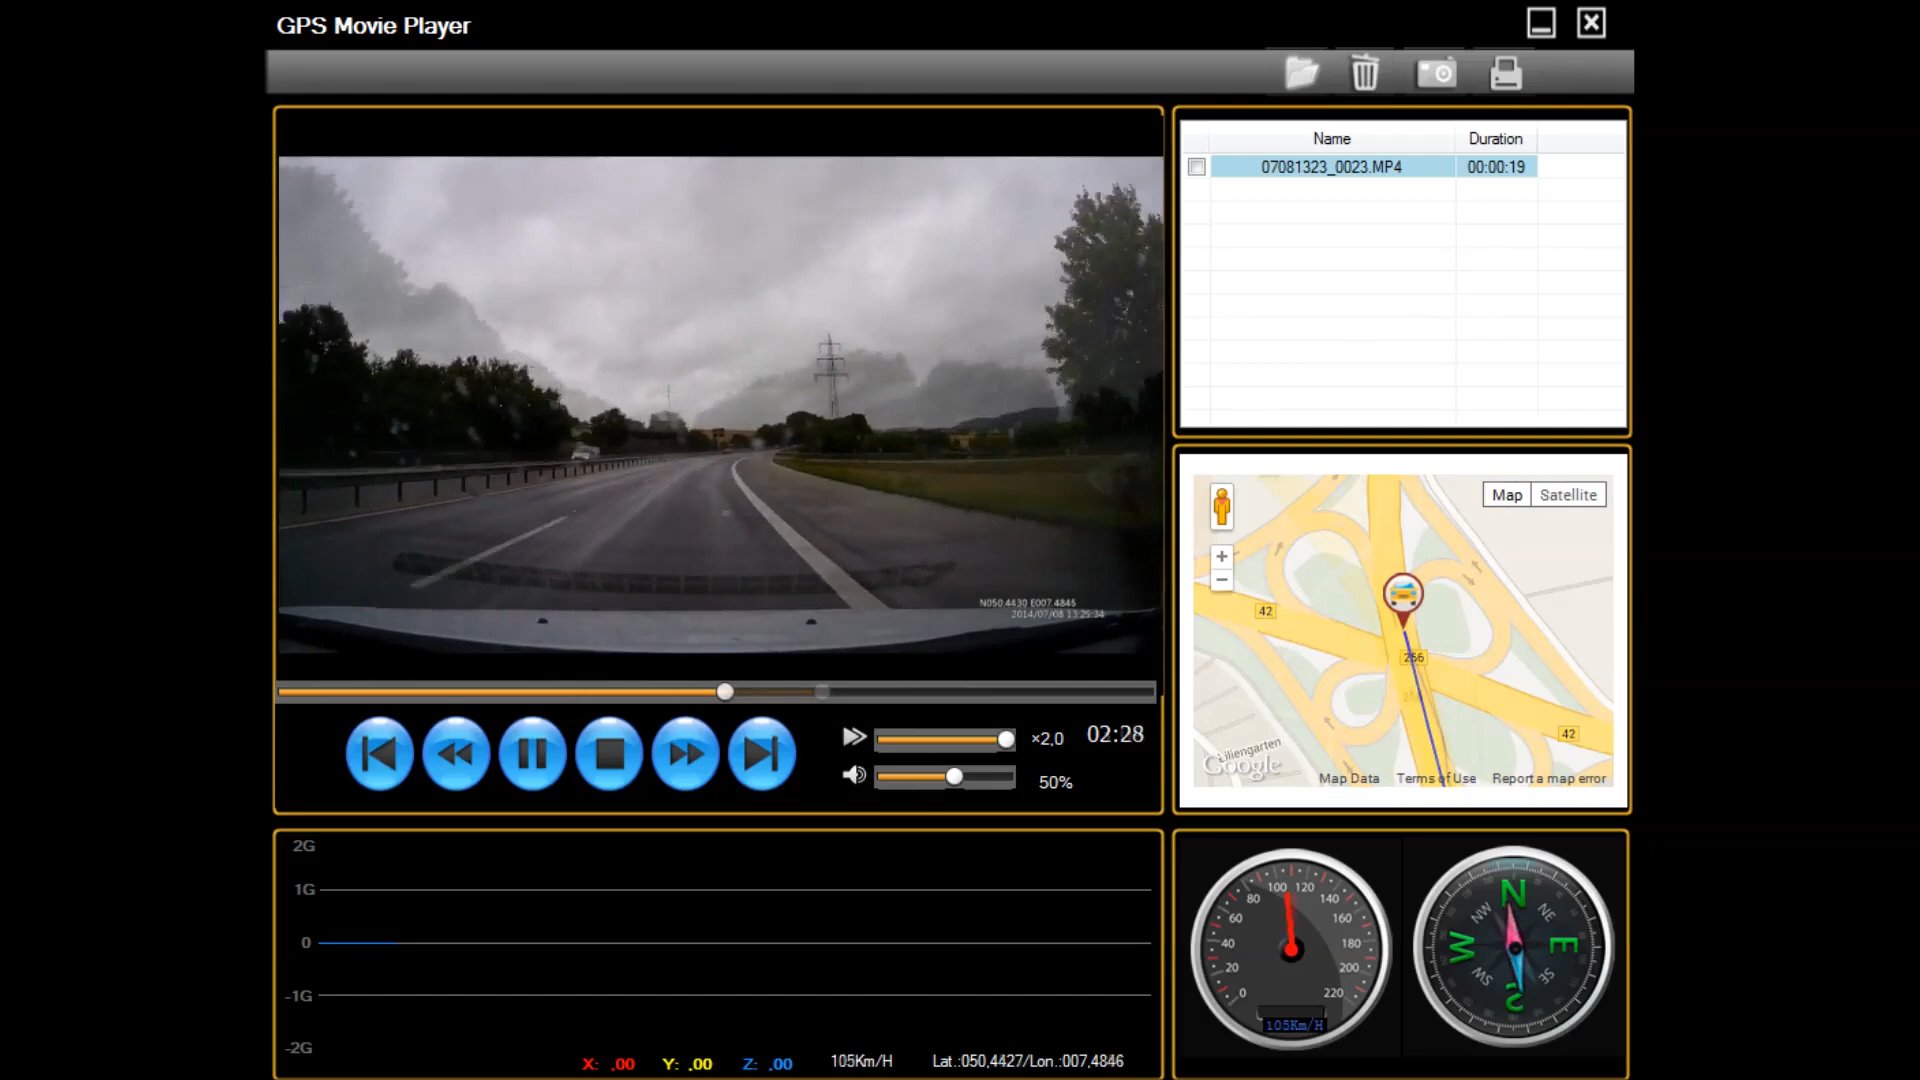 GPS Movie Player
Name Duration
07081323_0023.MP4 00:00:19
N050.4430 E007.4845
2014/07/08 13:25:34
Map Satellite
+
−
42
266
42
Liliengarten
Google
Map Data Terms of Use Report a map error
×2,0 02:28
50%
2G
1G
0
-1G
-2G
X: .00 Y: .00 Z: .00 105Km/H Lat.:050,4427/Lon.:007,4846
0 20 40 60 80 100 120 140 160 180 200 220
105Km/H
N
NW NE
W E
SW SE
S